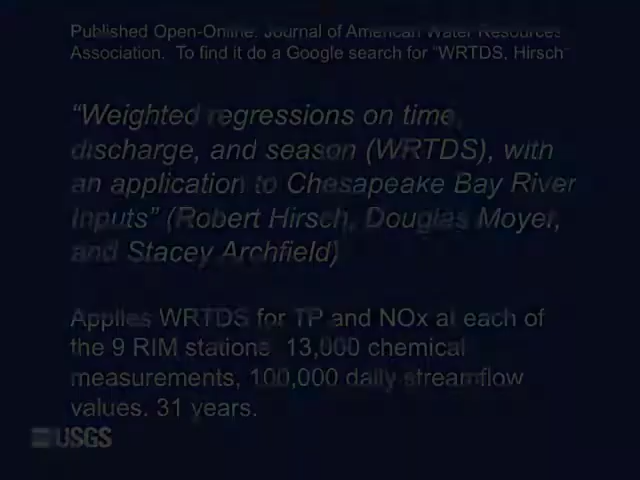 Published Open-Online: Journal of American Water Resources
Association.  To find it do a Google search for "WRTDS, Hirsch"
"Weighted regressions on time,
discharge, and season (WRTDS), with
an application to Chesapeake Bay River
Inputs" (Robert Hirsch, Douglas Moyer,
and Stacey Archfield)
Applies WRTDS for TP and NOx at each of
the 9 RIM stations. 13,000 chemical
measurements, 100,000 daily streamflow
values. 31 years.
USGS